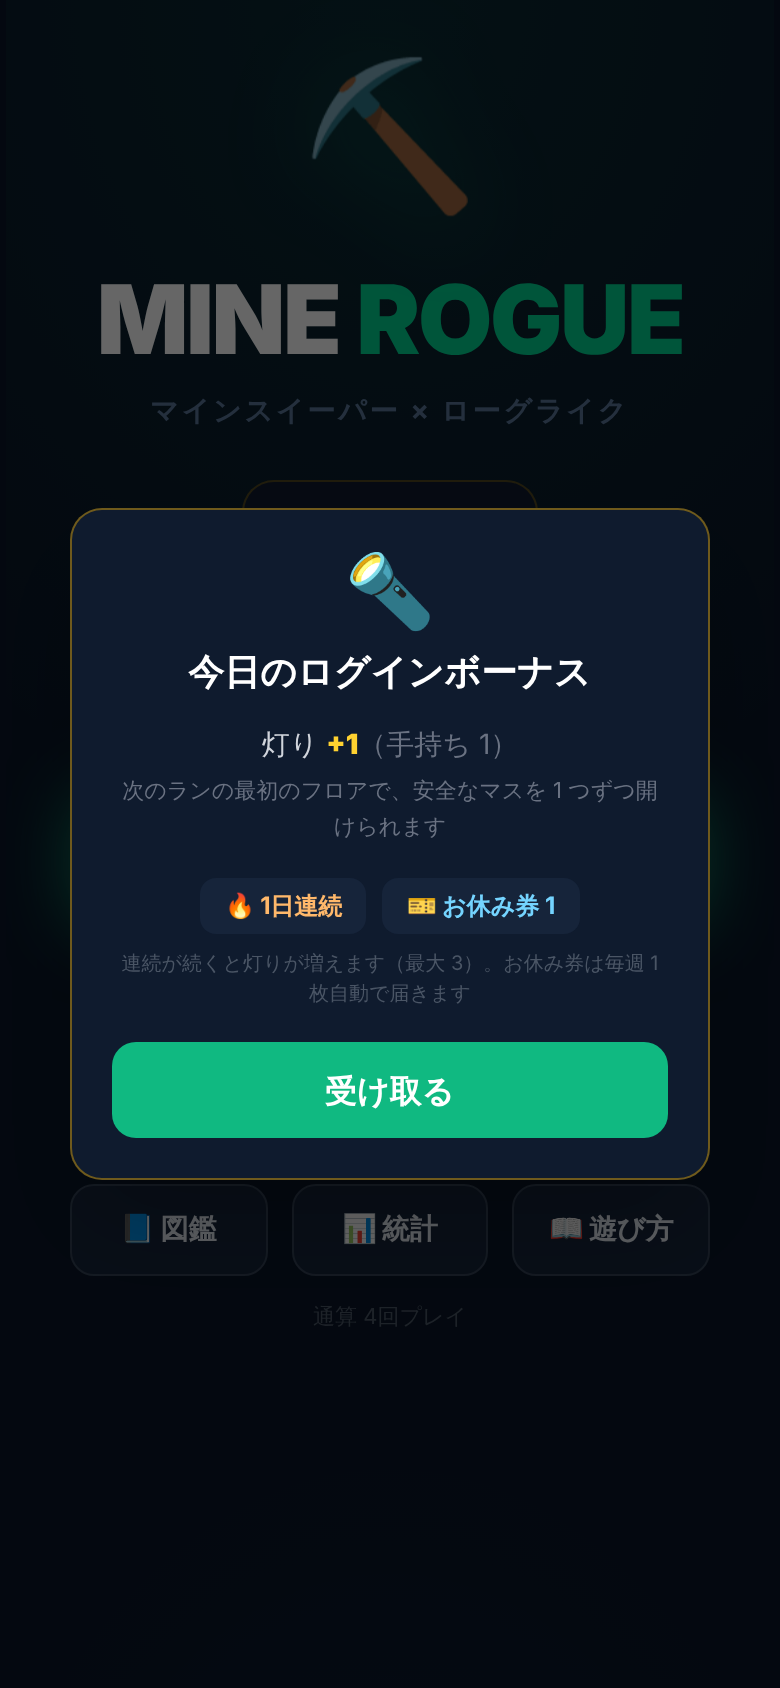 MINE ROGUE
マインスイーパー × ローグライク
今日のログインボーナス
灯り +1（手持ち 1）
次のランの最初のフロアで、安全なマスを 1 つずつ開
けられます
1日連続
お休み券 1
連続が続くと灯りが増えます（最大 3）。お休み券は毎週 1
枚自動で届きます
受け取る
図鑑
統計
遊び方
通算 4回プレイ